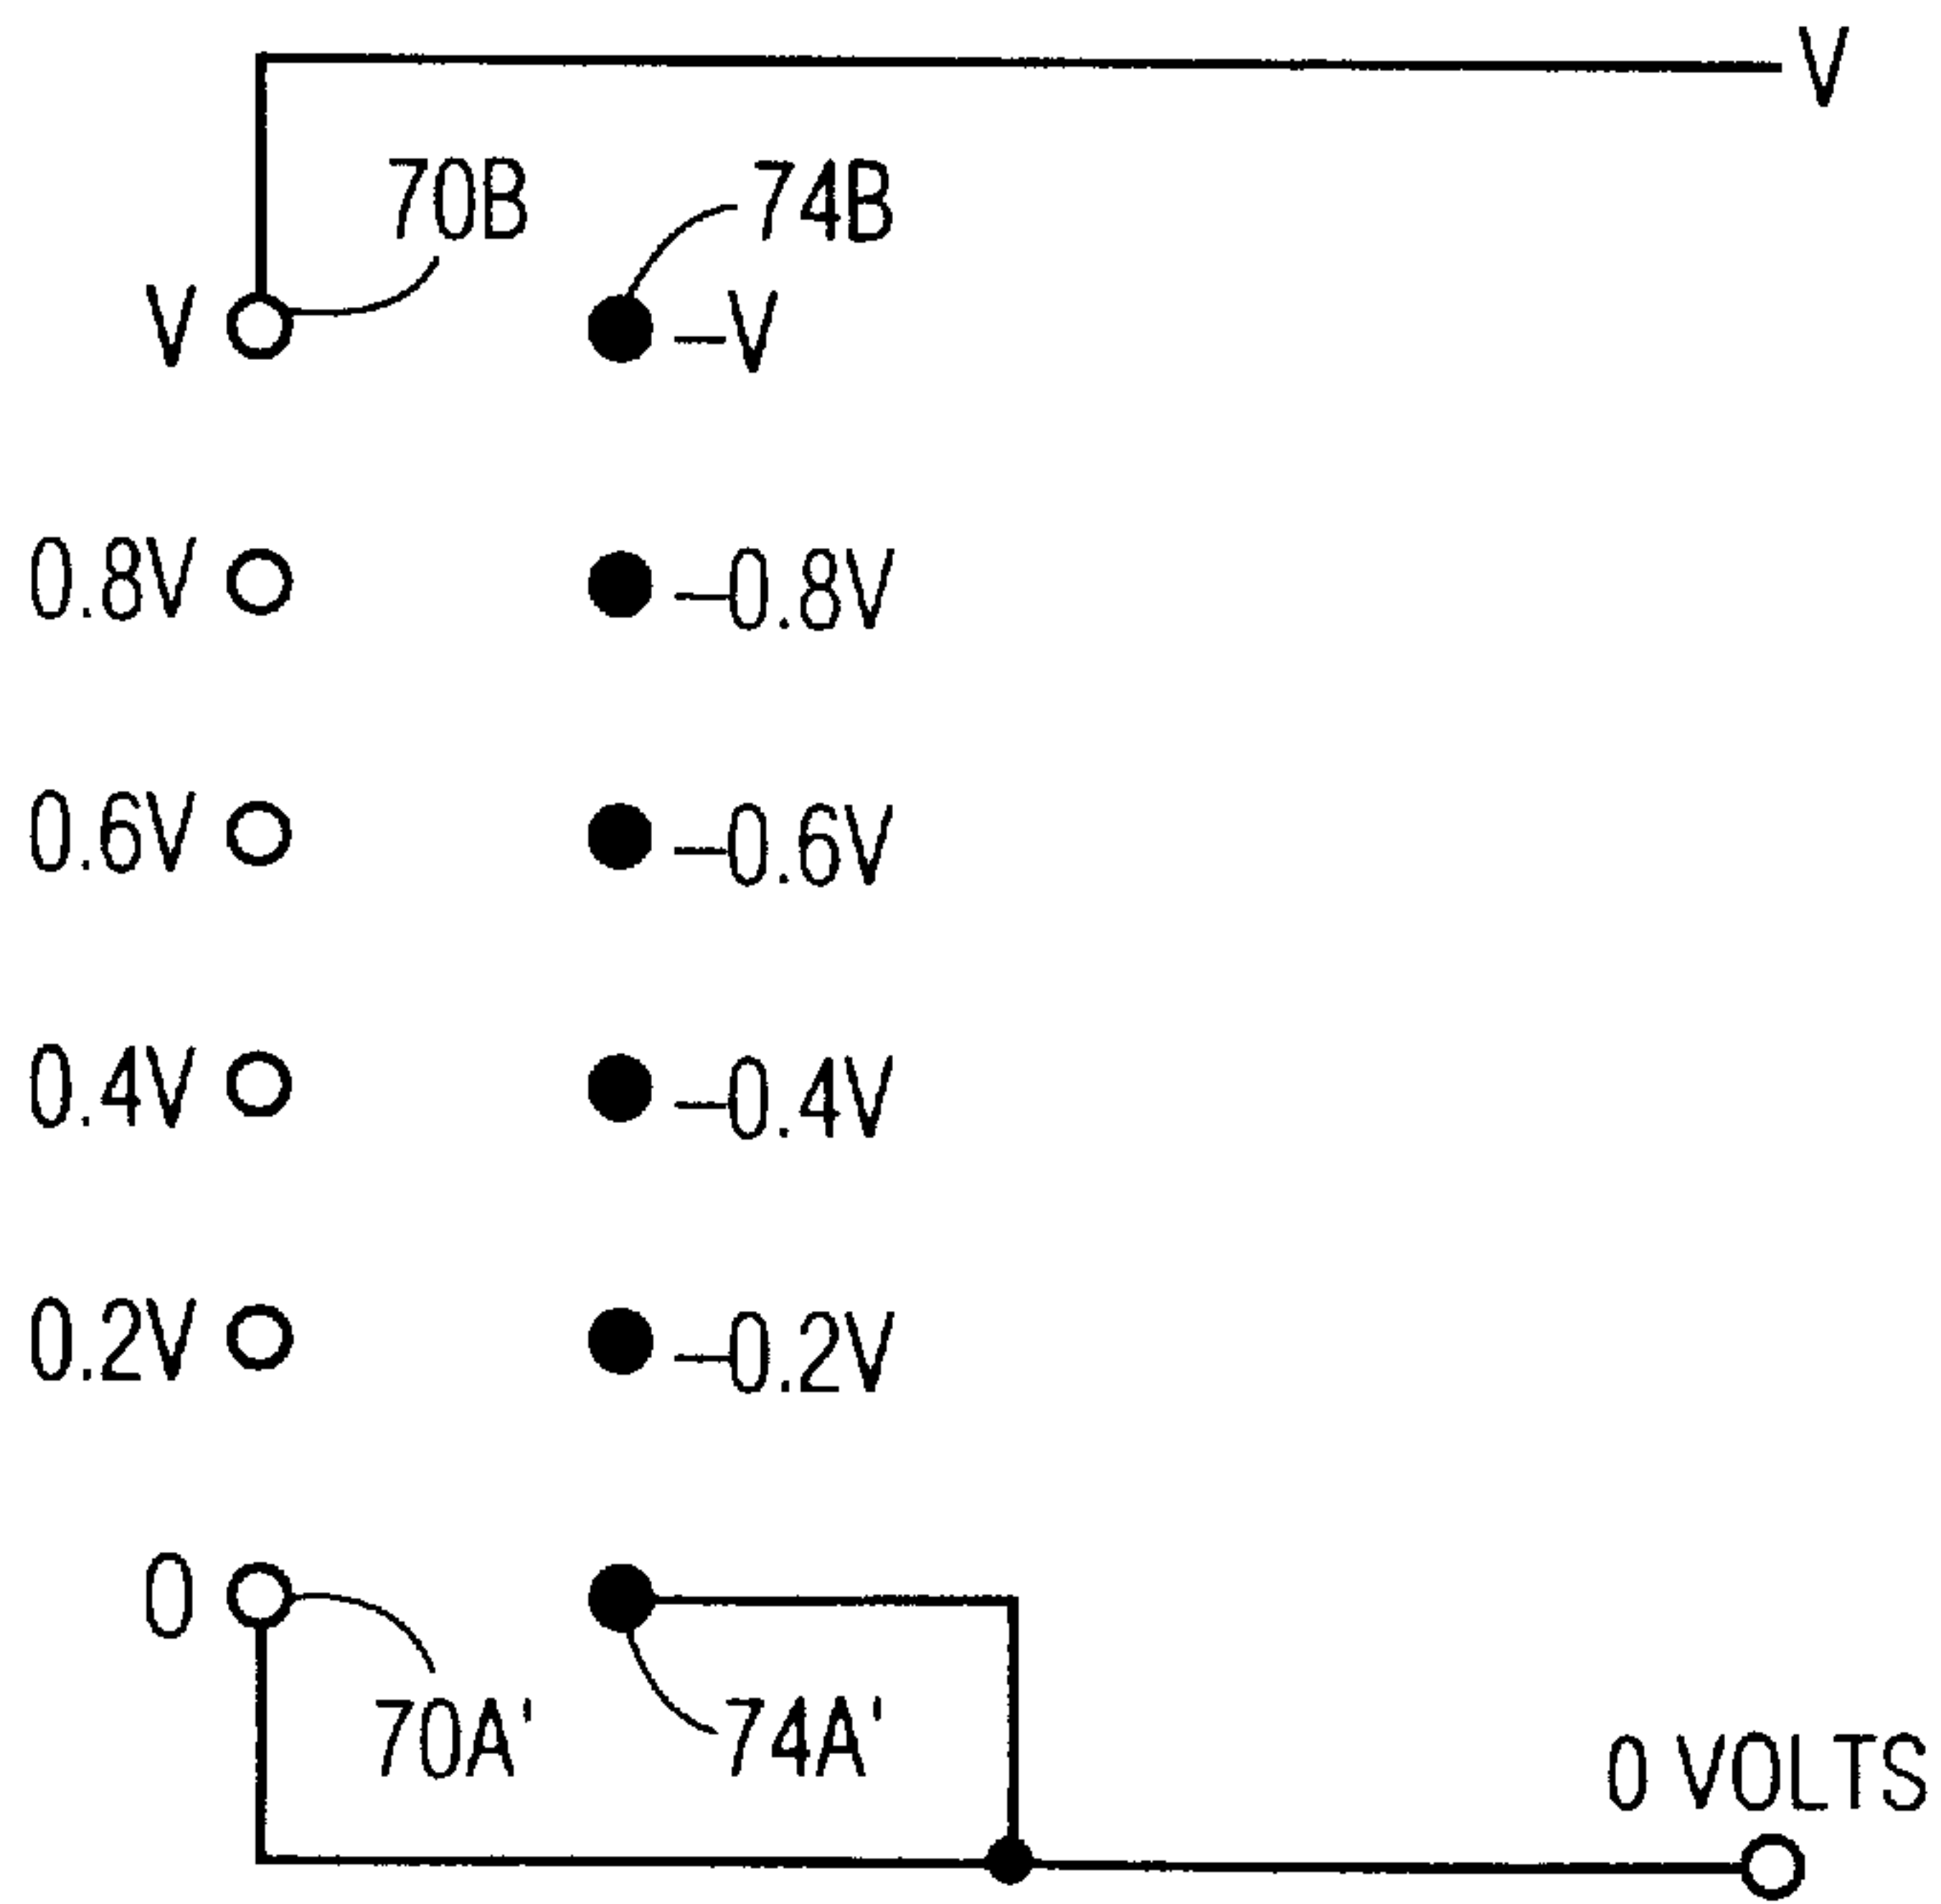 V
70B
74B
V
–V
0.8V
–0.8V
0.6V
–0.6V
0.4V
–0.4V
0.2V
–0.2V
0
70A'
74A'
0 VOLTS